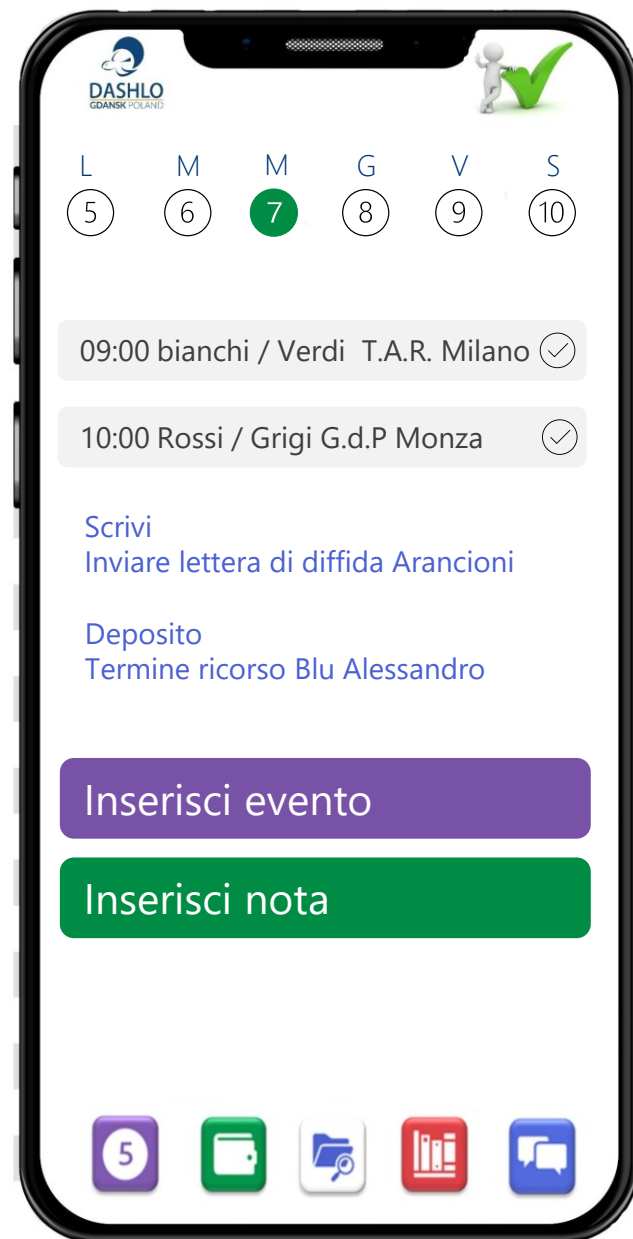 DASHLO
GDANSK POLAND
L M M G V S
5 6 7 8 9 10
09:00 bianchi / Verdi T.A.R. Milano
10:00 Rossi / Grigi G.d.P Monza
Scrivi
Inviare lettera di diffida Arancioni
Deposito
Termine ricorso Blu Alessandro
Inserisci evento
Inserisci nota
5